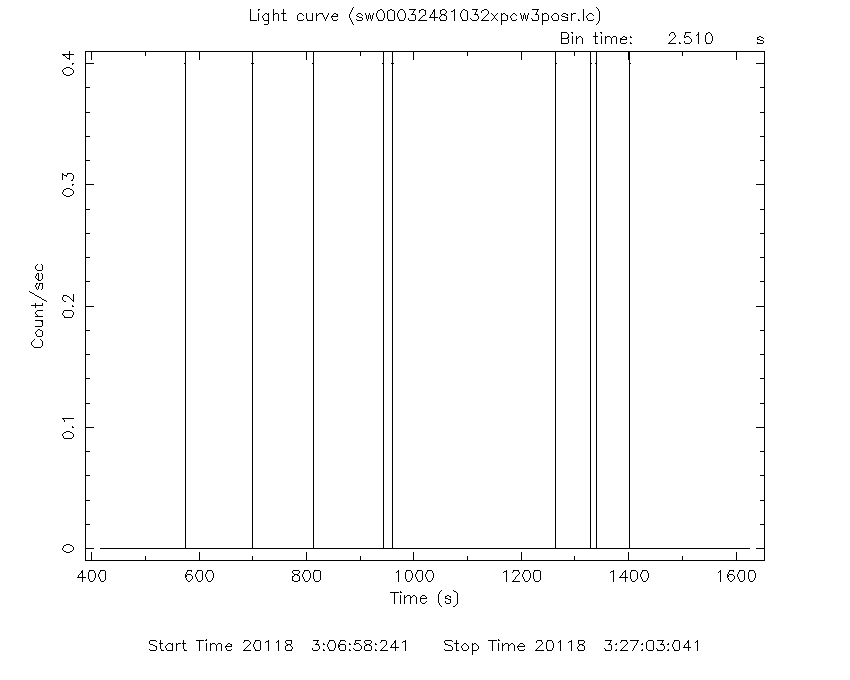 Light curve (sw00032481032xpcw3posr.lc)
Bin time: 2.510 s
0.4
0.3
0.2
0.1
0
Count/sec
400 600 800 1000 1200 1400 1600
Time (s)
Start Time 20118 3:06:58:241 Stop Time 20118 3:27:03:041